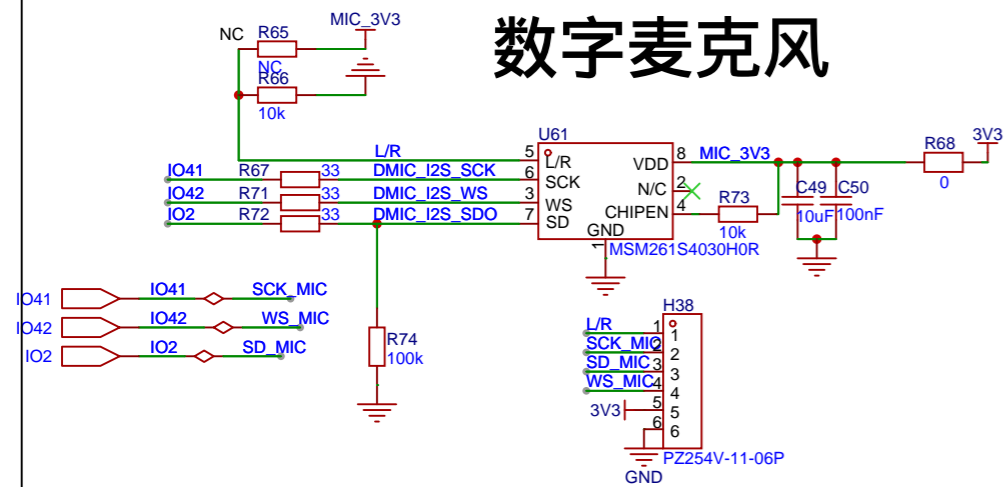 数字麦克风
MIC_3V3
NC
R65
NC
R66
10k
U61
L/R
5
L/R
VDD
8
MIC_3V3
R68
3V3
0
IO41
R67
33
DMIC_I2S_SCK
6
SCK
N/C
2
IO42
R71
33
DMIC_I2S_WS
3
WS
CHIPEN
4
R73
10k
C49
10uF
C50
100nF
IO2
R72
33
DMIC_I2S_SDO
7
SD
GND
1
MSM261S4030H0R
IO41
IO41
SCK_MIC
IO42
IO42
WS_MIC
IO2
IO2
SD_MIC
R74
100k
H38
L/R
1
1
SCK_MIC
2
2
SD_MIC
3
3
WS_MIC
4
4
3V3
5
5
6
6
GND
PZ254V-11-06P